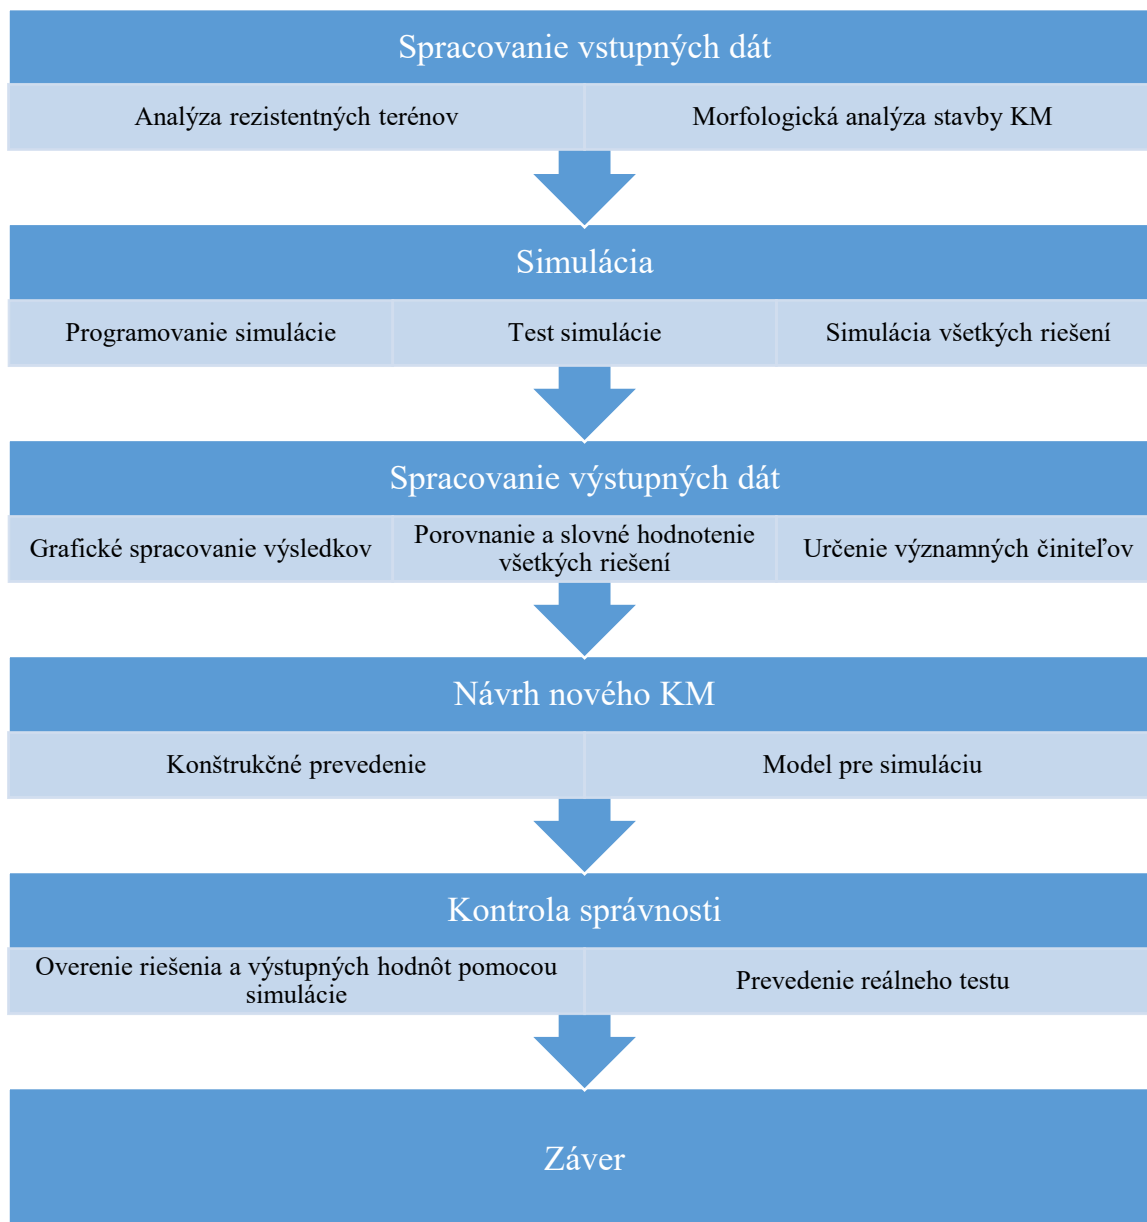 Spracovanie vstupných dát
Analýza rezistentných terénov
Morfologická analýza stavby KM
Simulácia
Programovanie simulácie
Test simulácie
Simulácia všetkých riešení
Spracovanie výstupných dát
Grafické spracovanie výsledkov
Porovnanie a slovné hodnotenie
všetkých riešení
Určenie významných činiteľov
Návrh nového KM
Konštrukčné prevedenie
Model pre simuláciu
Kontrola správnosti
Overenie riešenia a výstupných hodnôt pomocou
simulácie
Prevedenie reálneho testu
Záver